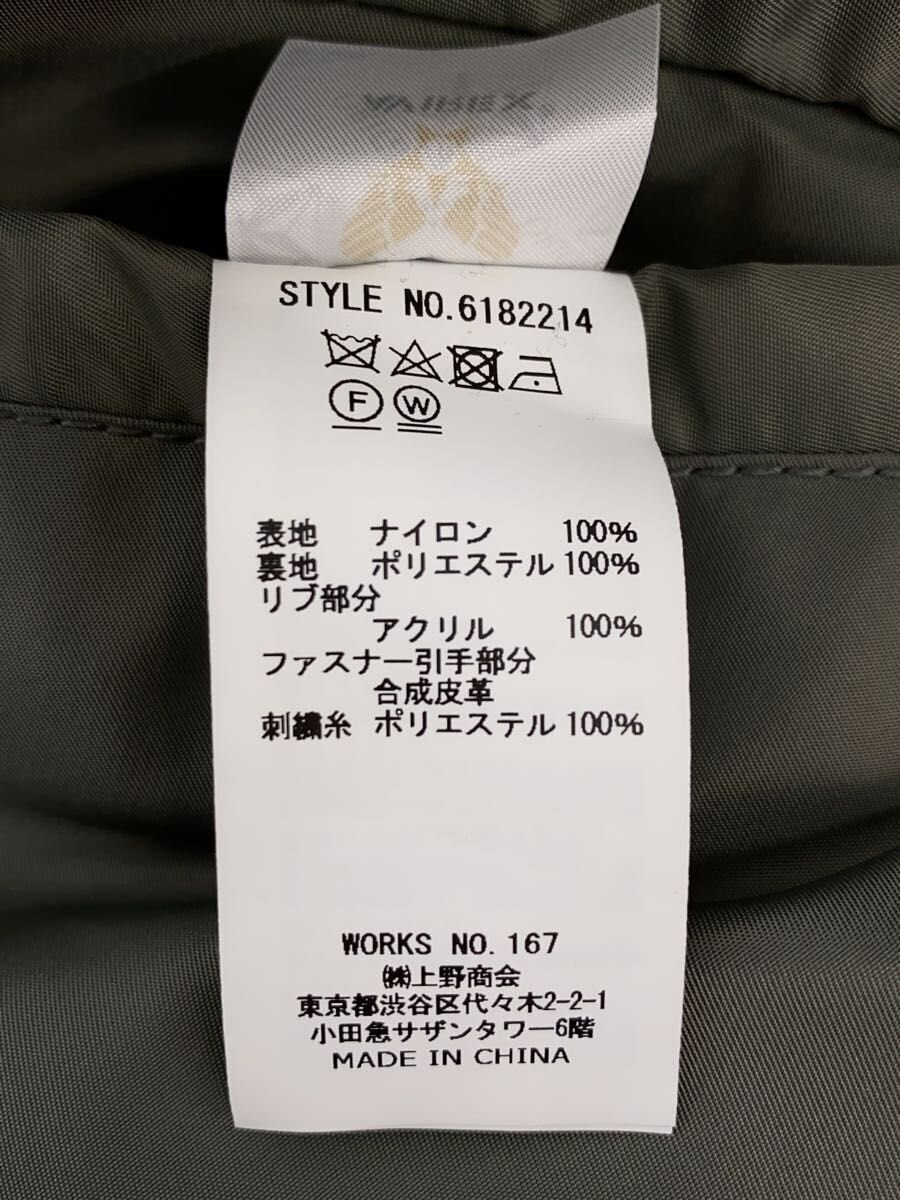 STYLE NO.6182214
F W
表地 ナイロン 100%
裏地 ポリエステル 100%
リブ部分
アクリル 100%
ファスナー引手部分
合成皮革
刺繍糸 ポリエステル 100%
WORKS NO. 167
㈱上野商会
東京都渋谷区代々木2-2-1
小田急サザンタワー6階
MADE IN CHINA